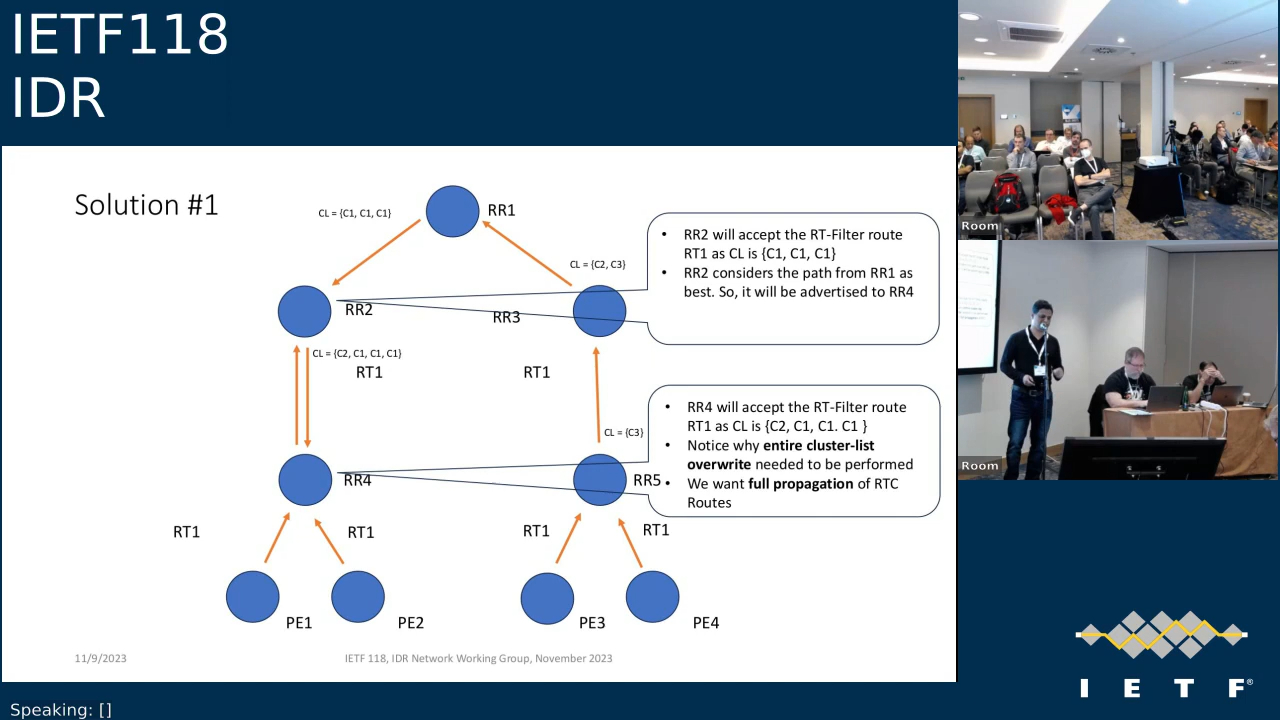 IETF118
IDR
Solution #1
CL = {C1, C1, C1}
RR1
CL = {C2, C3}
RR2
RR3
CL = {C2, C1, C1, C1}
RT1
RT1
CL = {C3}
RR4
RR5
RT1
RT1
RT1
RT1
PE1
PE2
PE3
PE4
• RR2 will accept the RT-Filter route
RT1 as CL is {C1, C1, C1}
• RR2 considers the path from RR1 as
best. So, it will be advertised to RR4
• RR4 will accept the RT-Filter route
RT1 as CL is {C2, C1, C1. C1 }
• Notice why entire cluster-list
overwrite needed to be performed
• We want full propagation of RTC
Routes
11/9/2023
IETF 118, IDR Network Working Group, November 2023
Speaking: []
Room
Room
I E T F®